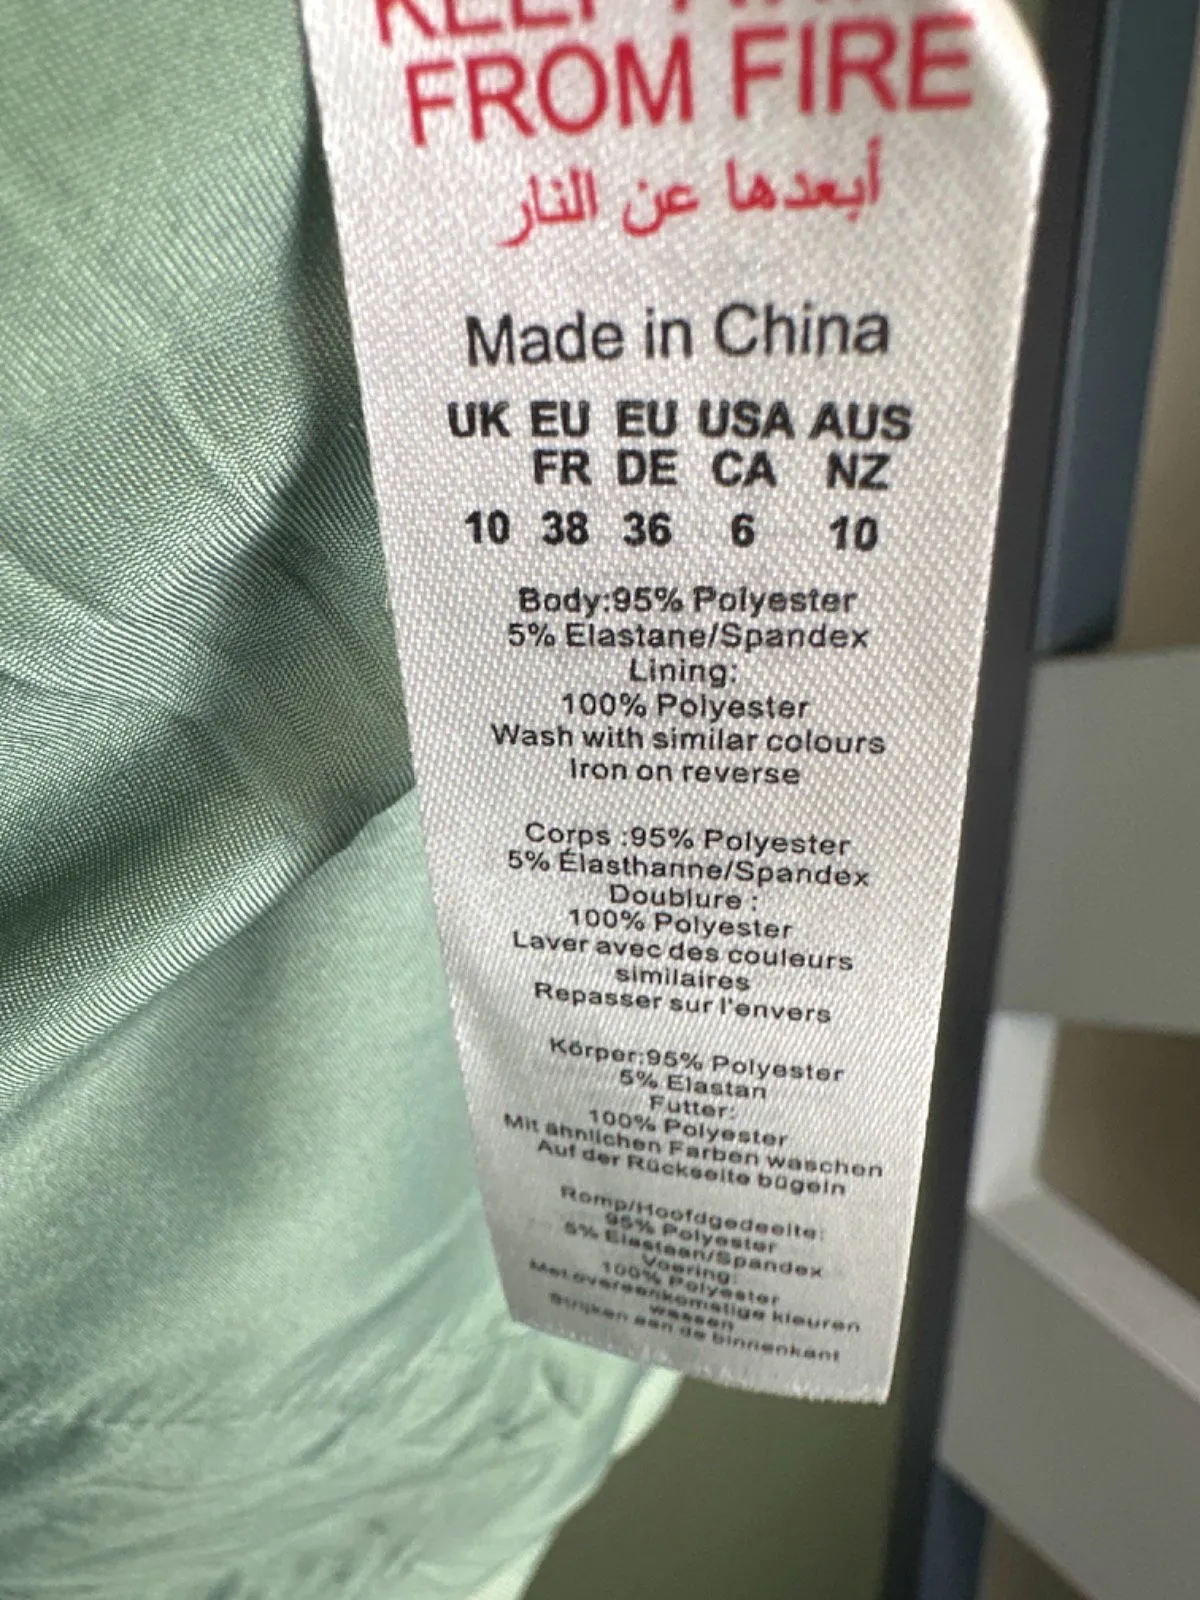 KEEP AWAY
FROM FIRE
أبعدها عن النار
Made in China
UK EU EU USA AUS
FR DE CA NZ
10 38 36 6 10
Body:95% Polyester
5% Elastane/Spandex
Lining:
100% Polyester
Wash with similar colours
Iron on reverse
Corps :95% Polyester
5% Élasthanne/Spandex
Doublure :
100% Polyester
Laver avec des couleurs
similaires
Repasser sur l'envers
Körper:95% Polyester
5% Elastan
Futter:
100% Polyester
Mit ähnlichen Farben waschen
Auf der Rückseite bügeln
Romp/Hoofdgedeelte:
95% Polyester
5% Elastaan/Spandex
Voering:
100% Polyester
Met overeenkomstige kleuren
wassen
Strijken aan de binnenkant